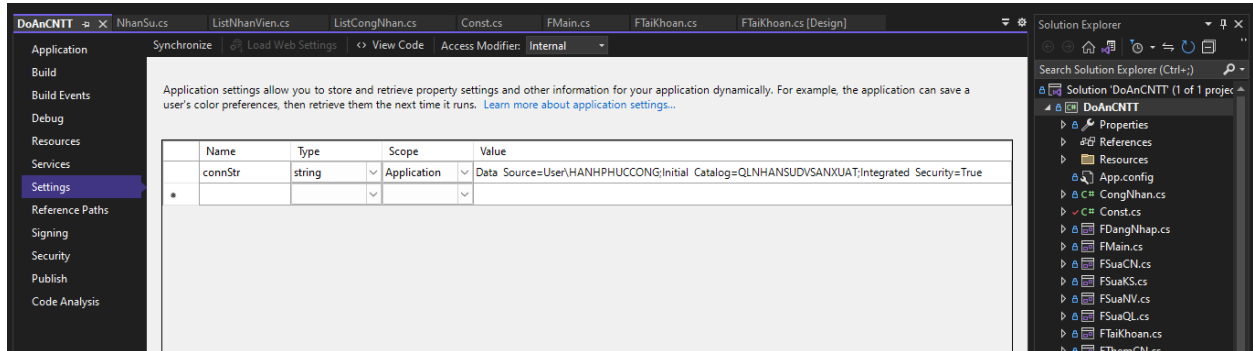 DoAnCNTT NhanSu.cs ListNhanVien.cs ListCongNhan.cs Const.cs FMain.cs FTaiKhoan.cs FTaiKhoan.cs [Design]
Synchronize Load Web Settings <> View Code Access Modifier: Internal
Application
Build
Build Events
Debug
Resources
Services
Settings
Reference Paths
Signing
Security
Publish
Code Analysis
Application settings allow you to store and retrieve property settings and other information for your application dynamically. For example, the application can save a
user's color preferences, then retrieve them the next time it runs. Learn more about application settings...
Name Type Scope Value
connStr string Application Data Source=User\HANHPHUCCONG;Initial Catalog=QLNHANSUDVSANXUAT;Integrated Security=True
Solution Explorer
Search Solution Explorer (Ctrl+;)
Solution 'DoAnCNTT' (1 of 1 projec
C# DoAnCNTT
Properties
References
Resources
App.config
C# CongNhan.cs
C# Const.cs
FDangNhap.cs
FMain.cs
FSuaCN.cs
FSuaKS.cs
FSuaNV.cs
FSuaQL.cs
FTaiKhoan.cs
FThemCN.cs